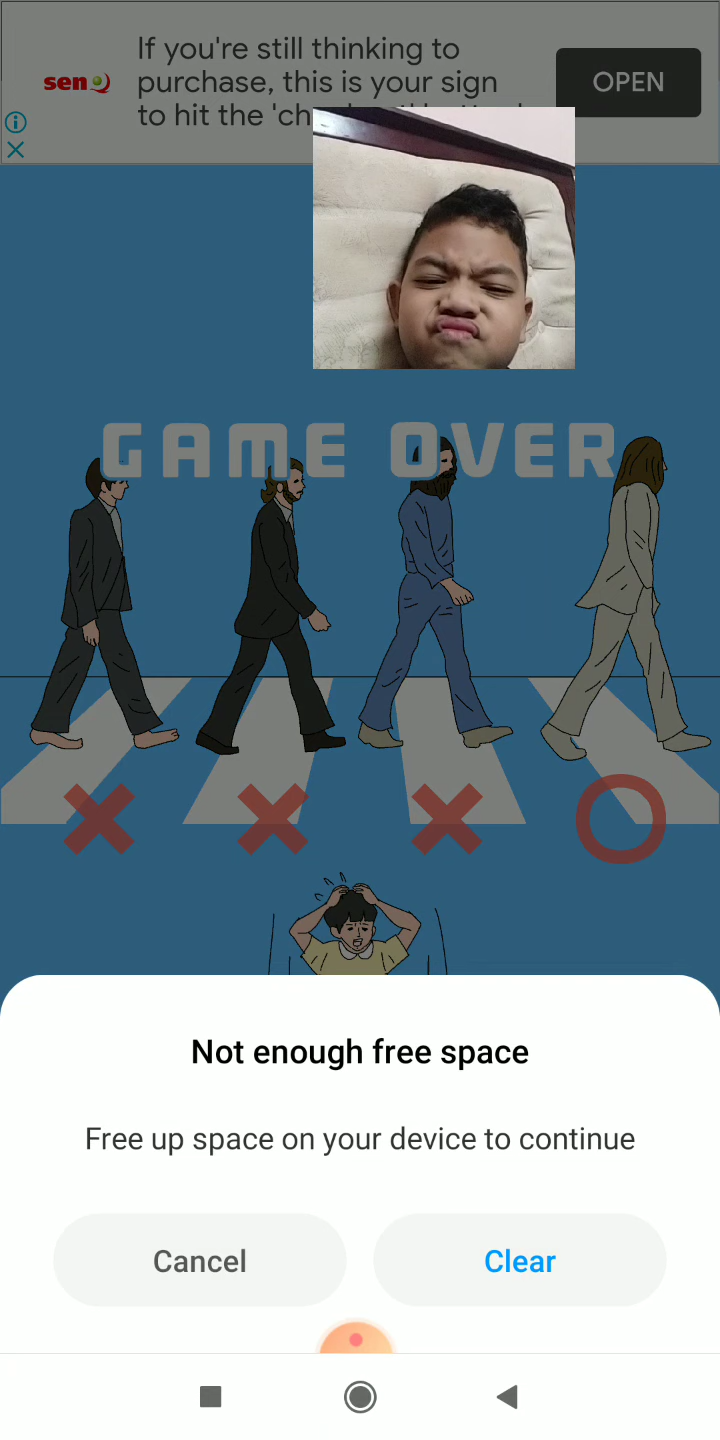 If you're still thinking to
senQ
purchase, this is your sign
OPEN
to hit the
GAME OVER
Not enough free space
Free up space on your device to continue
Cancel
Clear